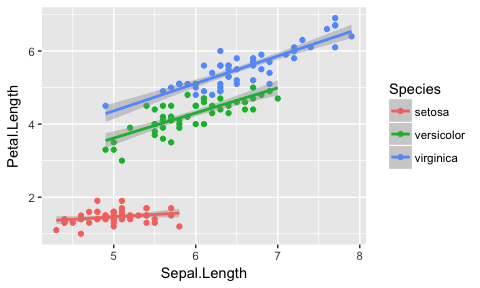 6
4
2
5
6
7
8
Sepal.Length
Petal.Length
Species
setosa
versicolor
virginica